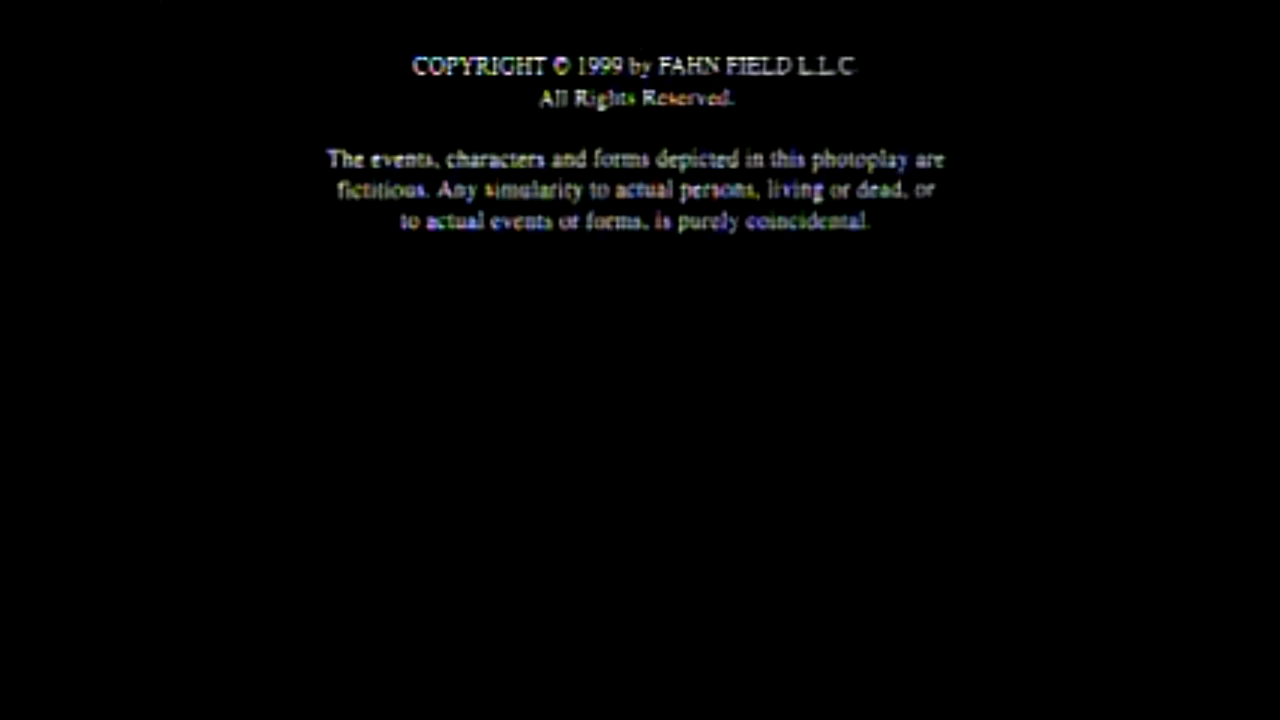 COPYRIGHT © 1999 by FAHN FIELD L.L.C.
All Rights Reserved.
The events, characters and forms depicted in this photoplay are
fictitious. Any simularity to actual persons, living or dead, or
to actual events or forms, is purely coincidental.